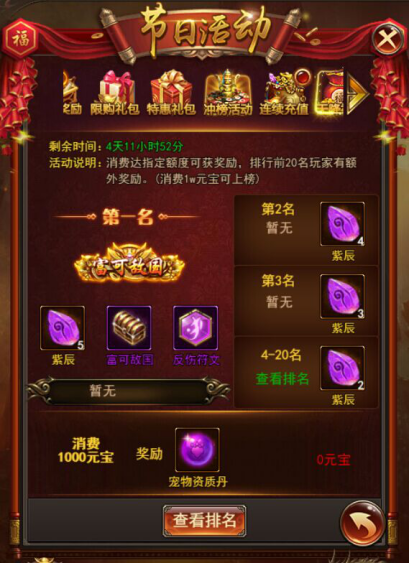 福
节日活动
奖励 限购礼包 特惠礼包 冲榜活动 连续充值
剩余时间：4天11小时52分
活动说明：消费达指定额度可获奖励，排行前20名玩家有额
外奖励。(消费1w元宝可上榜)
第一名
富可敌国
5
紫辰 富可敌国 反伤符文
暂无
第2名
暂无
4
紫辰
第3名
暂无
3
紫辰
4-20名
查看排名
2
紫辰
消费
1000元宝
奖励
宠物资质丹
0元宝
查看排名